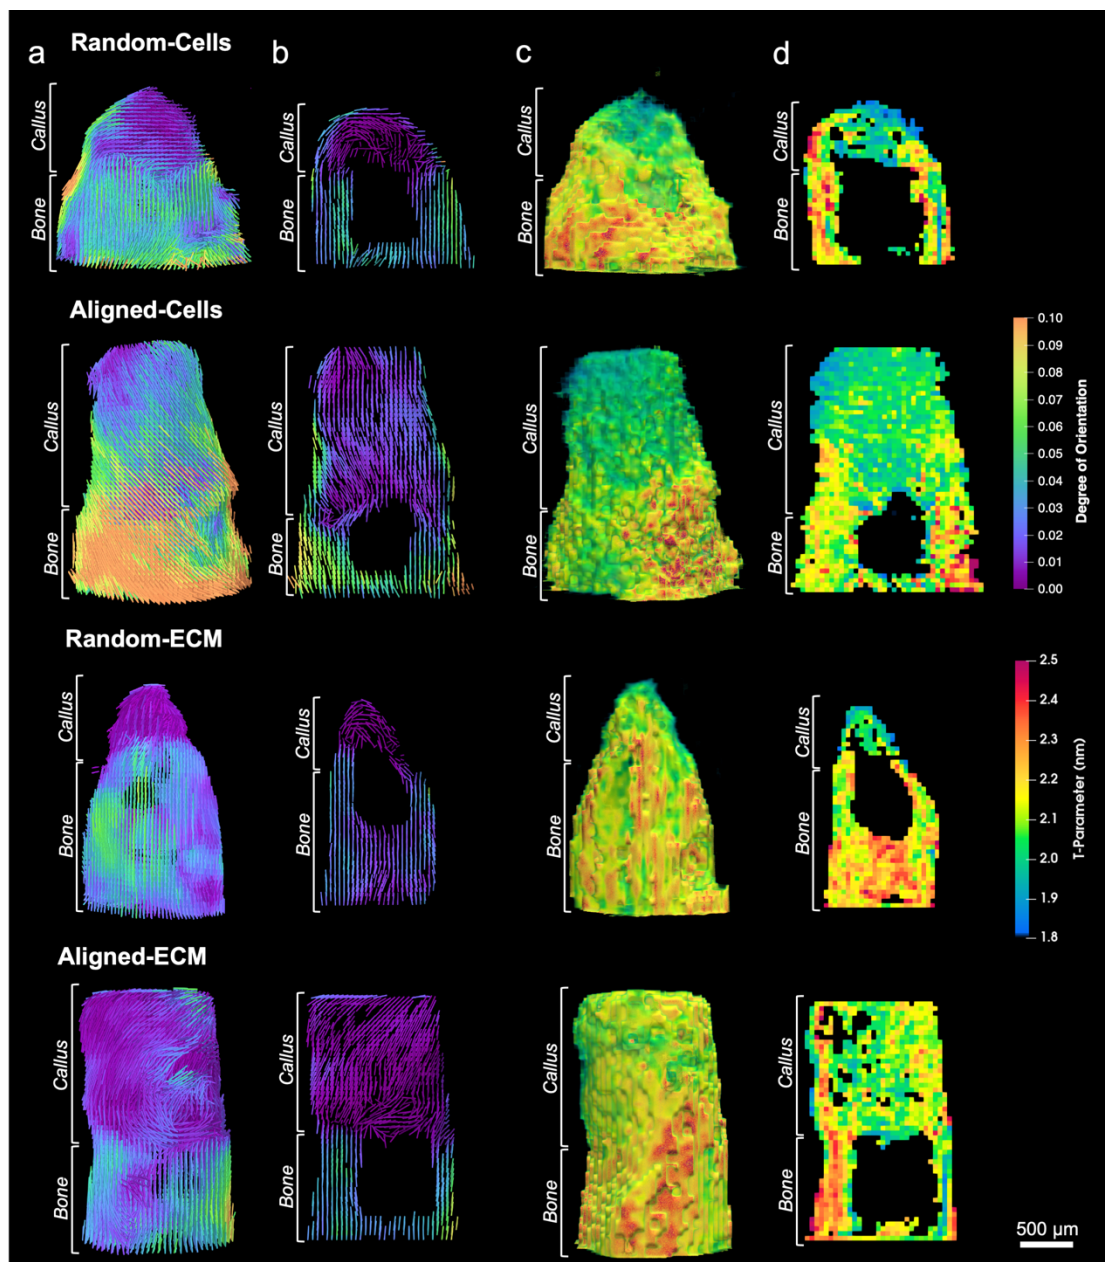 Random-Cells
a b c d
Callus Callus Callus Callus
Bone Bone Bone Bone
Aligned-Cells
Callus Callus Callus Callus
Bone Bone Bone Bone
0.10
0.09
0.08
0.07
0.06
0.05
0.04
0.03
0.02
0.01
0.00
Degree of Orientation
Random-ECM
Callus Callus Callus Callus
Bone Bone Bone Bone
2.5
2.4
2.3
2.2
2.1
2.0
1.9
1.8
T-Parameter (nm)
Aligned-ECM
Callus Callus Callus Callus
Bone Bone Bone Bone
500 µm